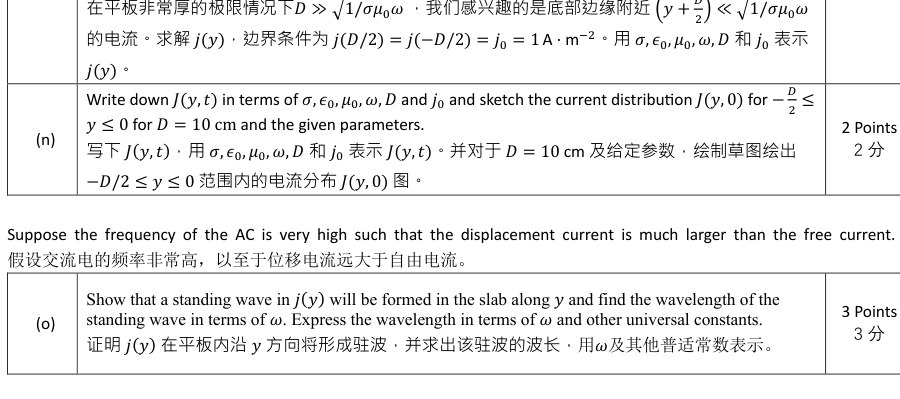 在平板非常厚的极限情况下D ≫ √1/σμ₀ω ，我们感兴趣的是底部边缘附近 (y + D/2) ≪ √1/σμ₀ω
的电流。求解 j(y)，边界条件为 j(D/2) = j(−D/2) = j₀ = 1 A · m⁻² 。用 σ, ϵ₀, μ₀, ω, D 和 j₀ 表示
j(y) 。
(n)
Write down J(y, t) in terms of σ, ϵ₀, μ₀, ω, D and j₀ and sketch the current distribution J(y, 0) for −D/2 ≤
y ≤ 0 for D = 10 cm and the given parameters.
写下 J(y, t)，用 σ, ϵ₀, μ₀, ω, D 和 j₀ 表示 J(y, t) 。并对于 D = 10 cm 及给定参数，绘制草图绘出
−D/2 ≤ y ≤ 0 范围内的电流分布 J(y, 0) 图。
2 Points
2 分
Suppose the frequency of the AC is very high such that the displacement current is much larger than the free current.
假设交流电的频率非常高，以至于位移电流远大于自由电流。
(o)
Show that a standing wave in j(y) will be formed in the slab along y and find the wavelength of the
standing wave in terms of ω. Express the wavelength in terms of ω and other universal constants.
证明 j(y) 在平板内沿 y 方向将形成驻波，并求出该驻波的波长，用ω及其他普适常数表示。
3 Points
3 分